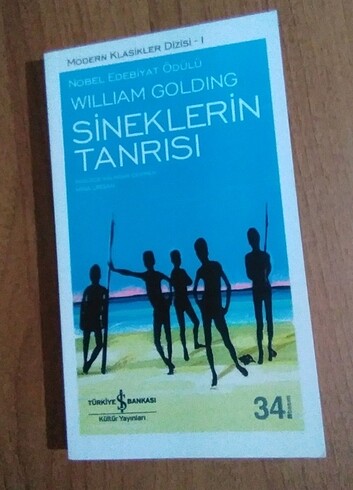 MODERN KLASİKLER DİZİSİ - I
NOBEL EDEBİYAT ÖDÜLÜ
WILLIAM GOLDING
SİNEKLERİN
TANRISI
TÜRKİYE İŞ BANKASI
Kültür Yayınları
34